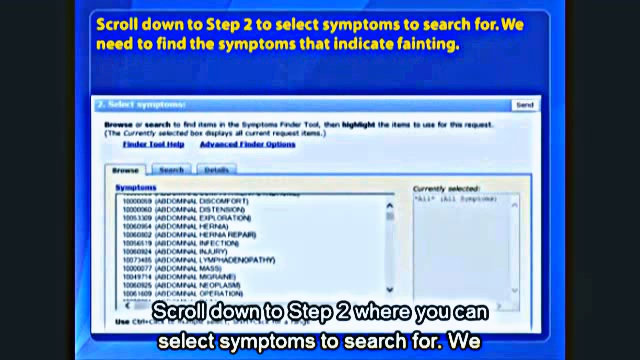 Scroll down to Step 2 to select symptoms to search for. We
need to find the symptoms that indicate fainting.
2. Select symptoms:
Send
Browse or search to find items in the Symptoms Finder Tool, then highlight the items to use for this request.
(The Currently selected box displays all current request items.)
Finder Tool Help
Advanced Finder Options
Browse
Search
Details
Symptoms
Currently selected:
10000059 (ABDOMINAL DISCOMFORT)
*All* (All Symptoms)
10000060 (ABDOMINAL DISTENSION)
10053309 (ABDOMINAL EXPLORATION)
10060954 (ABDOMINAL HERNIA)
10060802 (ABDOMINAL HERNIA REPAIR)
10056519 (ABDOMINAL INFECTION)
10060924 (ABDOMINAL INJURY)
(ABDOMINAL LYMPHADENOPATHY)
10000077 (ABDOMINAL MASS)
10049714 (ABDOMINAL MIGRAINE)
10060925 (ABDOMINAL NEOPLASM)
10061609 (ABDOMINAL OPERATION)
Scroll down to Step 2 where you can
select symptoms to search for. We